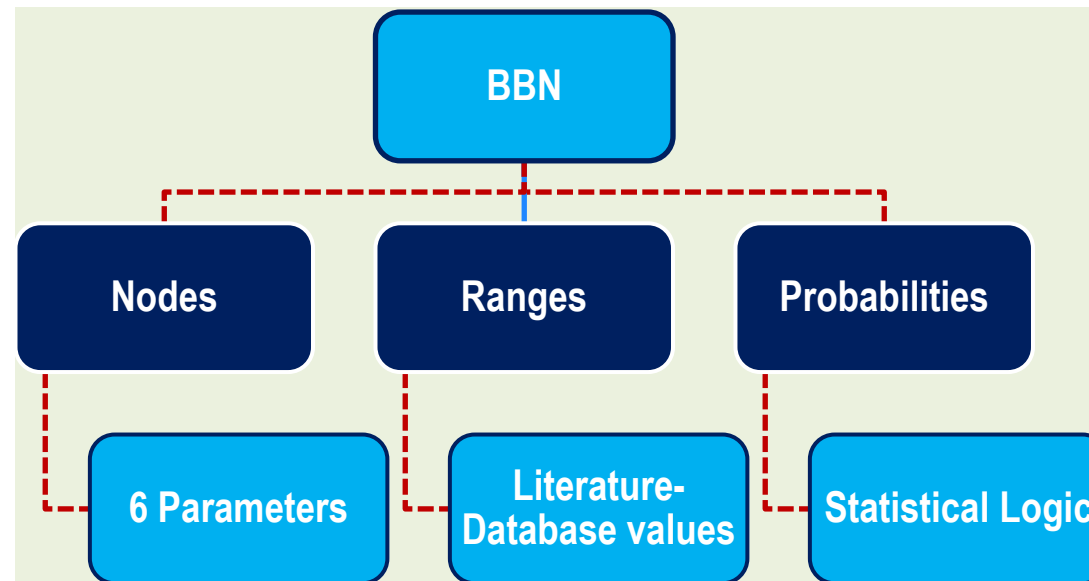 BBN
Nodes
Ranges
Probabilities
6 Parameters
Literature-
Database values
Statistical Logic